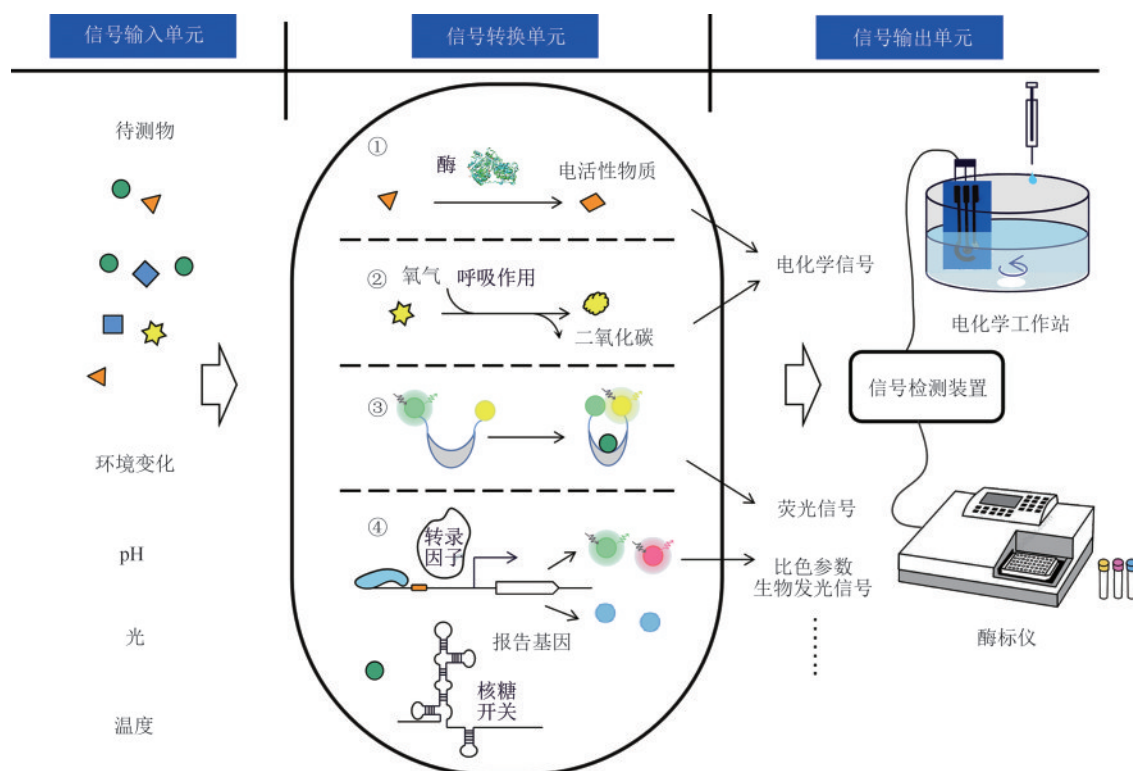 信号输入单元
信号转换单元
信号输出单元
待测物
环境变化
pH
光
温度
①
酶
电活性物质
②
氧气
呼吸作用
二氧化碳
③
④
转录
因子
报告基因
核糖
开关
电化学信号
荧光信号
比色参数
生物发光信号
电化学工作站
信号检测装置
酶标仪